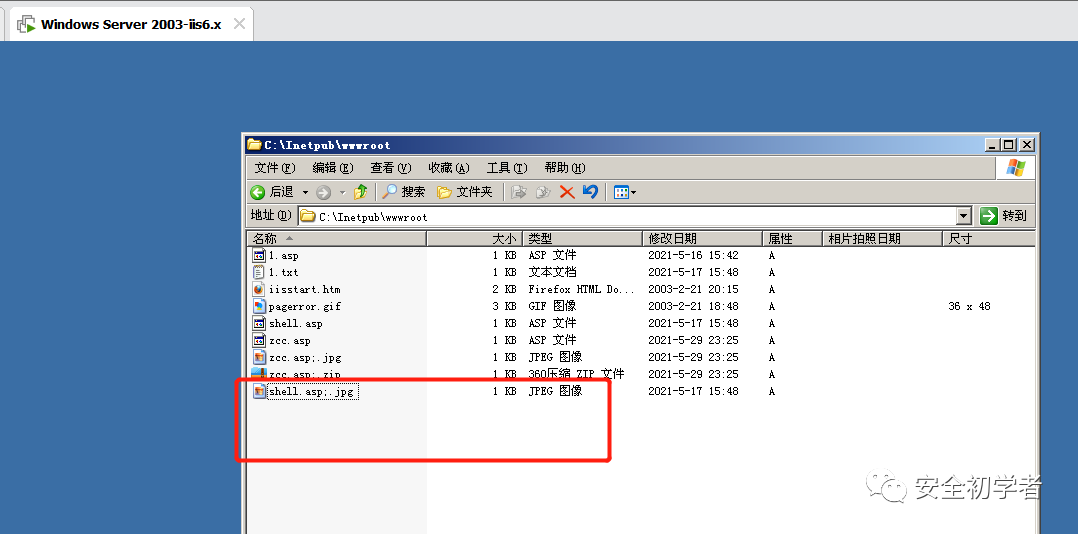 Windows Server 2003-iis6.x
C:\Inetpub\wwwroot
文件(F) 编辑(E) 查看(V) 收藏(A) 工具(T) 帮助(H)
后退 搜索 文件夹
地址(D) C:\Inetpub\wwwroot 转到
名称 大小 类型 修改日期 属性 相片拍照日期 尺寸
1.asp 1 KB ASP 文件 2021-5-16 15:42 A
1.txt 1 KB 文本文档 2021-5-17 15:48 A
iisstart.htm 2 KB Firefox HTML Do... 2003-2-21 20:15 A
pagerror.gif 3 KB GIF 图像 2003-2-21 18:48 A 36 x 48
shell.asp 1 KB ASP 文件 2021-5-17 15:48 A
zcc.asp 1 KB ASP 文件 2021-5-29 23:25 A
zcc.asp;.jpg 1 KB JPEG 图像 2021-5-29 23:25 A
zcc.asp;.zip 1 KB 360压缩 ZIP 文件 2021-5-29 23:25 A
shell.asp;.jpg 1 KB JPEG 图像 2021-5-17 15:48 A
安全初学者